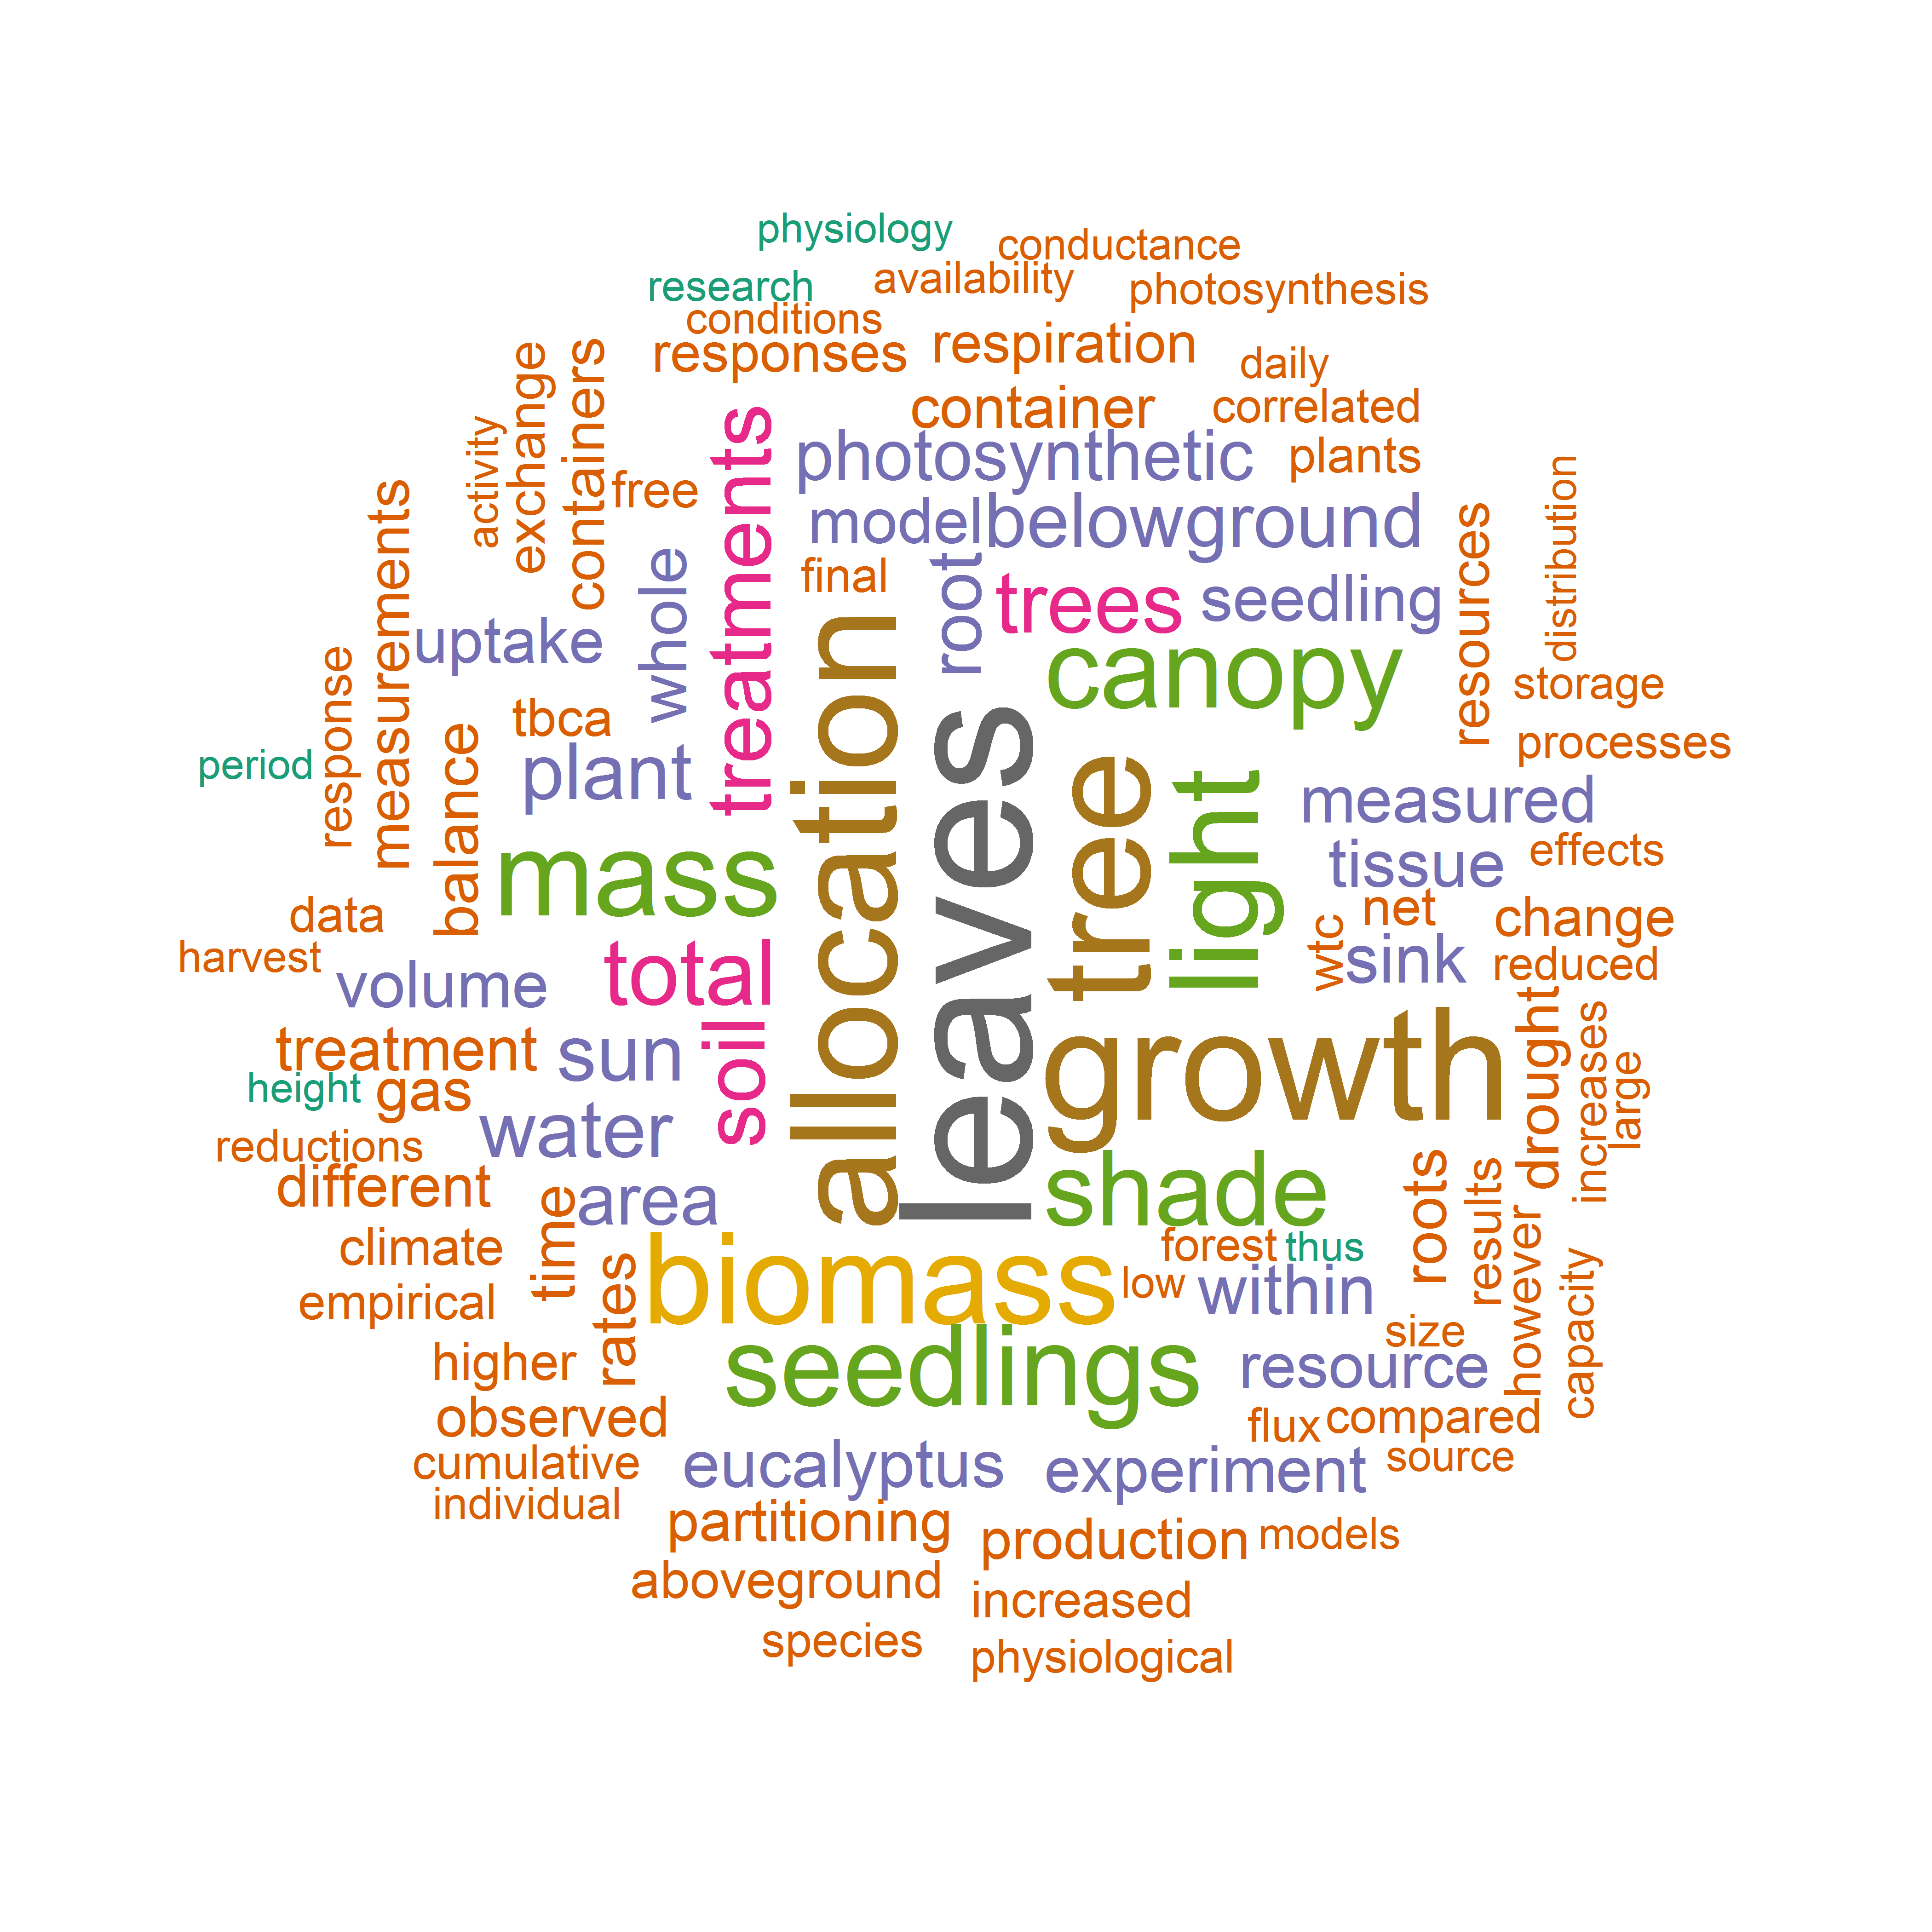 physiology
conductance
research
availability
photosynthesis
conditions
responses
respiration
daily
exchange
containers
container
correlated
activity
free
treatments
photosynthetic
plants
measurements
model
belowground
resources
distribution
final
root
trees
seedling
whole
uptake
response
tbca
allocation
canopy
storage
period
balance
plant
leaves
tree
light
processes
measured
mass
tissue
effects
data
net
change
harvest
volume
total
wtc
sink
reduced
treatment
sun
soil
growth
drought
increases
large
height
gas
reductions
water
different
area
shade
roots
results
climate
time
biomass
forest
thus
however
empirical
rates
low
within
capacity
size
higher
seedlings
resource
observed
flux
compared
cumulative
eucalyptus
experiment
source
individual
partitioning
production
models
aboveground
increased
species
physiological